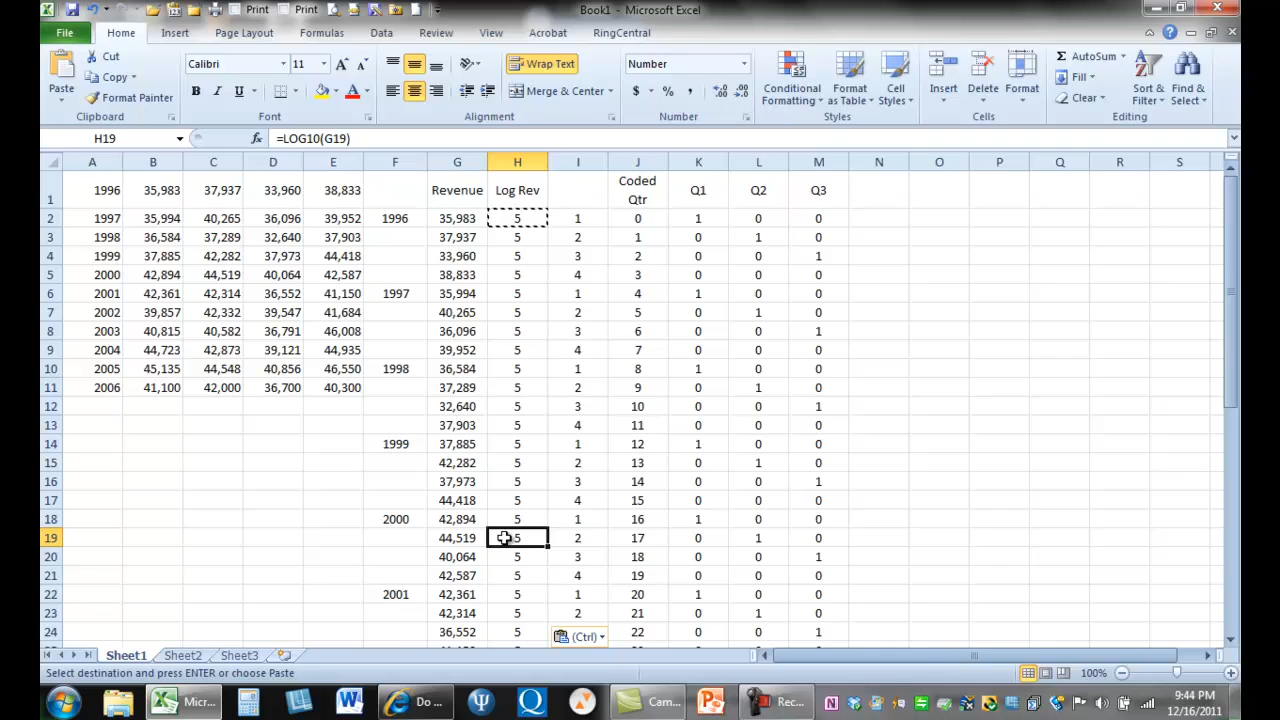 Print Print Book1 - Microsoft Excel
File Home Insert Page Layout Formulas Data Review View Acrobat RingCentral
Paste Cut Copy Format Painter Clipboard
Calibri 11 B I U A Font
Wrap Text Merge & Center Alignment
Number $ % , Number
Conditional Formatting Format as Table Cell Styles Styles
Insert Delete Format Cells
AutoSum Fill Clear Sort & Filter Find & Select Editing
H19 fx =LOG10(G19)
A B C D E F G H I J K L M N O P Q R S
1 1996 35,983 37,937 33,960 38,833 Revenue Log Rev Coded Qtr Q1 Q2 Q3
2 1997 35,994 40,265 36,096 39,952 1996 35,983 5 1 0 1 0 0
3 1998 36,584 37,289 32,640 37,903 37,937 5 2 1 0 1 0
4 1999 37,885 42,282 37,973 44,418 33,960 5 3 2 0 0 1
5 2000 42,894 44,519 40,064 42,587 38,833 5 4 3 0 0 0
6 2001 42,361 42,314 36,552 41,150 1997 35,994 5 1 4 1 0 0
7 2002 39,857 42,332 39,547 41,684 40,265 5 2 5 0 1 0
8 2003 40,815 40,582 36,791 46,008 36,096 5 3 6 0 0 1
9 2004 44,723 42,873 39,121 44,935 39,952 5 4 7 0 0 0
10 2005 45,135 44,548 40,856 46,550 1998 36,584 5 1 8 1 0 0
11 2006 41,100 42,000 36,700 40,300 37,289 5 2 9 0 1 0
12 32,640 5 3 10 0 0 1
13 37,903 5 4 11 0 0 0
14 1999 37,885 5 1 12 1 0 0
15 42,282 5 2 13 0 1 0
16 37,973 5 3 14 0 0 1
17 44,418 5 4 15 0 0 0
18 2000 42,894 5 1 16 1 0 0
19 44,519 5 2 17 0 1 0
20 40,064 5 3 18 0 0 1
21 42,587 5 4 19 0 0 0
22 2001 42,361 5 1 20 1 0 0
23 42,314 5 2 21 0 1 0
24 36,552 5 (Ctrl) 22 0 0 1
Sheet1 Sheet2 Sheet3
Select destination and press ENTER or choose Paste 100%
Micr... Do ... Cam... Rec... 9:44 PM
12/16/2011